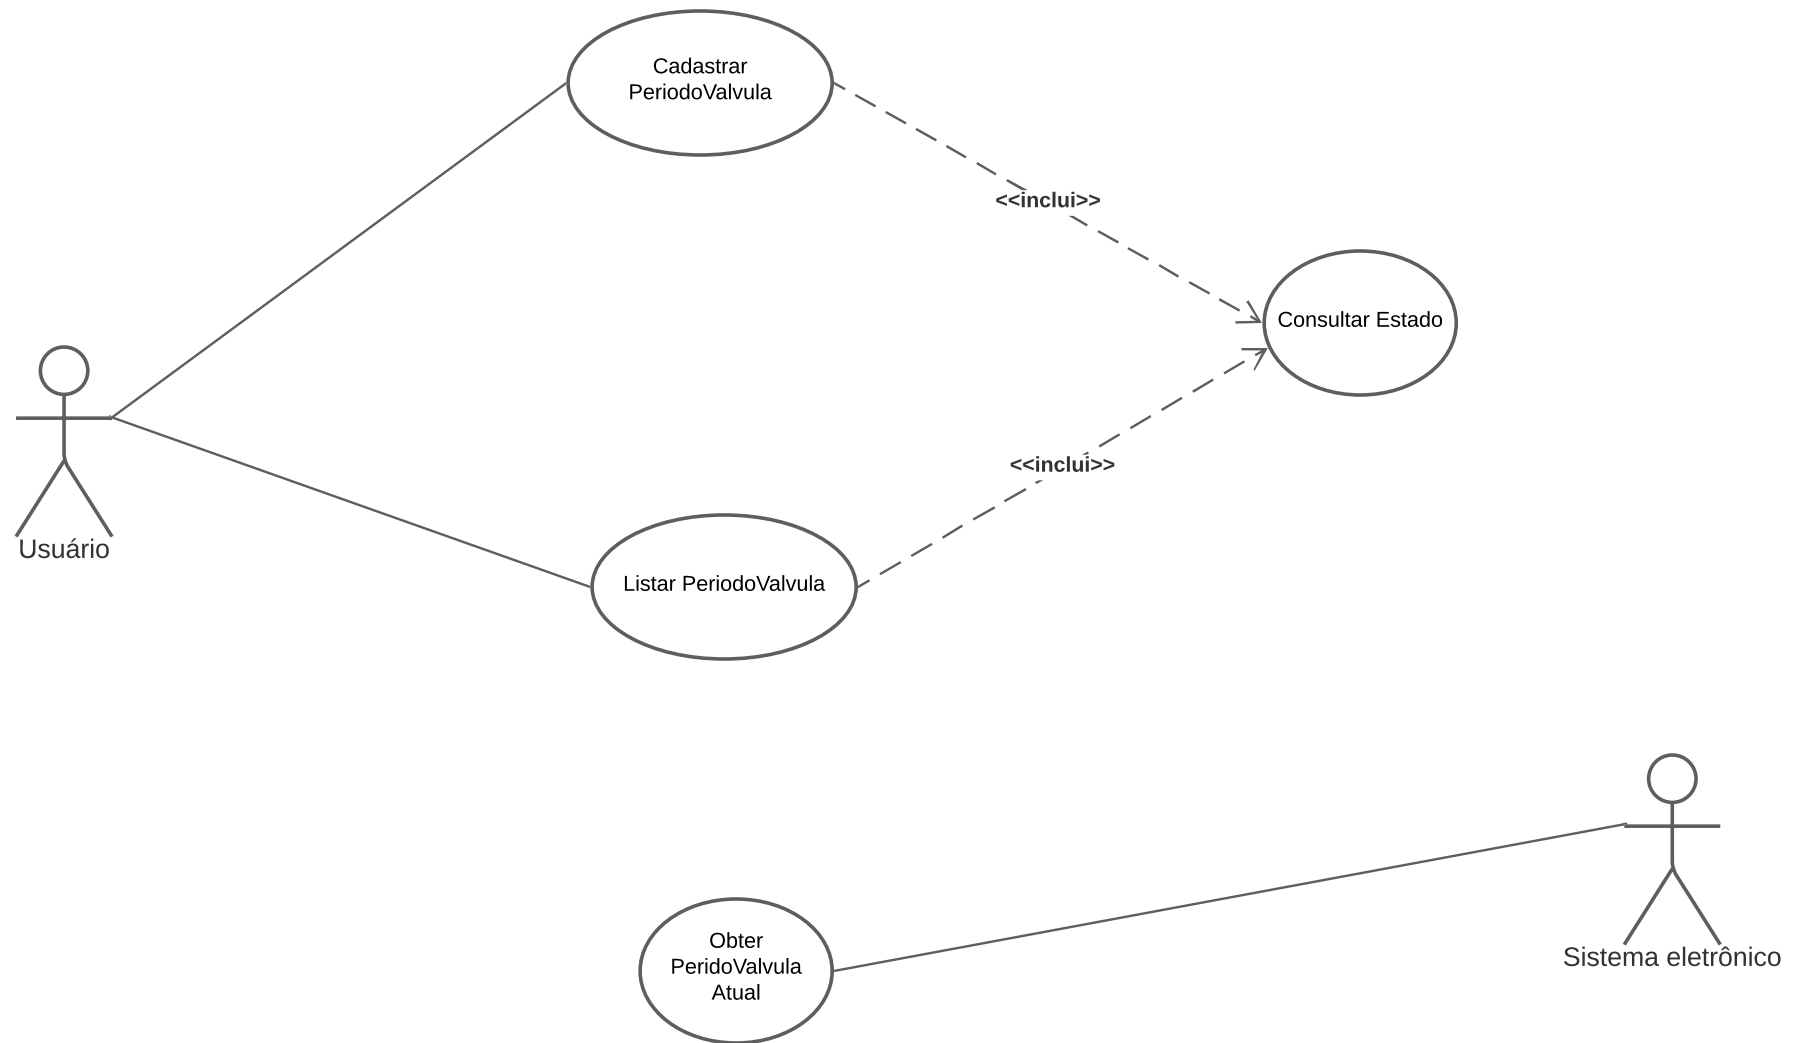 Cadastrar
PeriodoValvula
<<inclui>>
Consultar Estado
<<inclui>>
Usuário
Listar PeriodoValvula
Obter
PeridoValvula
Atual
Sistema eletrônico